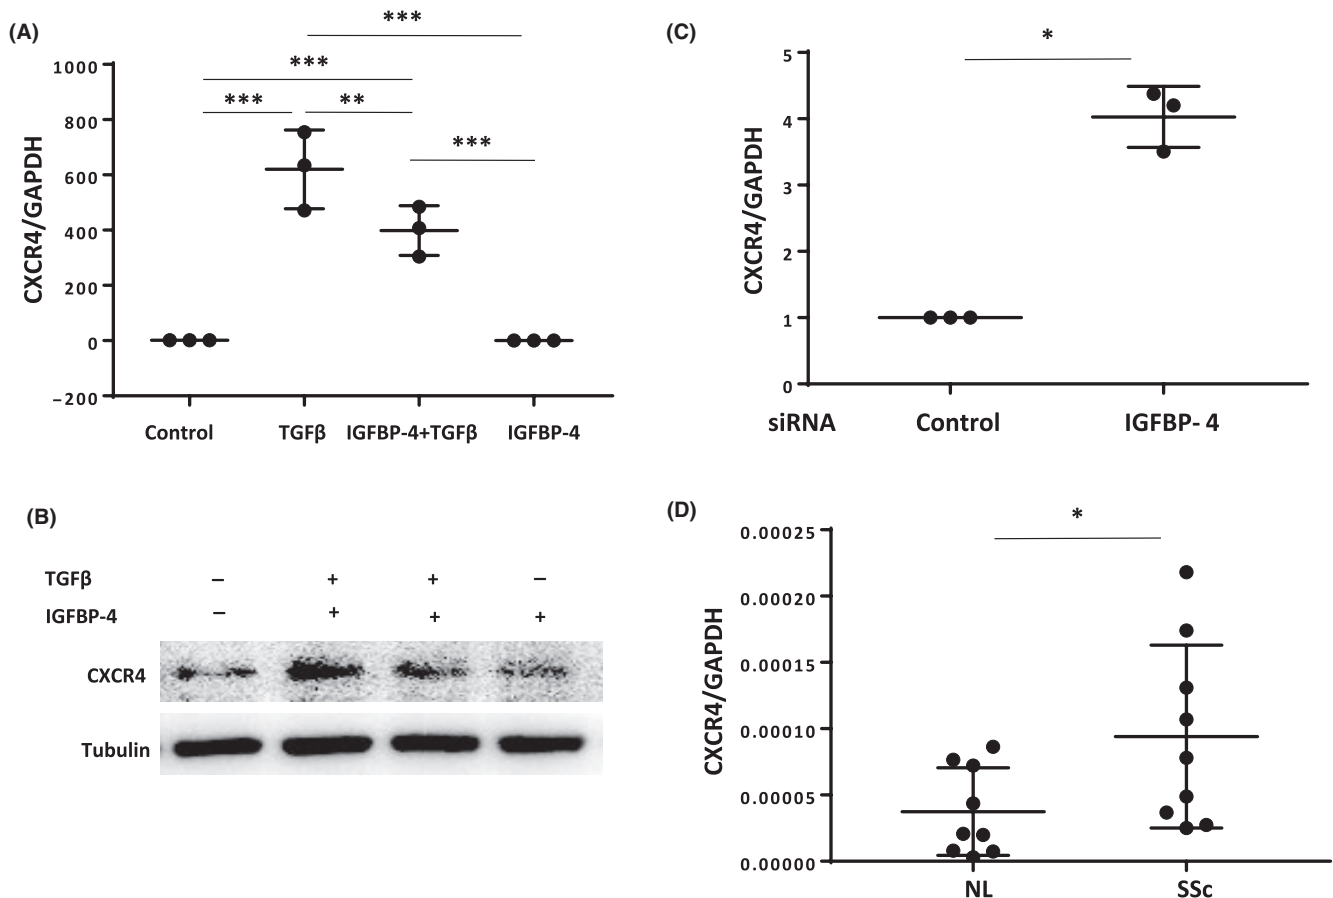 (A)
***
***
*** **
***
CXCR4/GAPDH
1000
800
600
400
200
0
−200
Control TGFβ IGFBP-4+TGFβ IGFBP-4
(B)
TGFβ − + + −
IGFBP-4 − + + +
CXCR4
Tubulin
(C)
*
CXCR4/GAPDH
5
4
3
2
1
0
siRNA Control IGFBP- 4
(D)
*
CXCR4/GAPDH
0.00025
0.00020
0.00015
0.00010
0.00005
0.00000
NL SSc